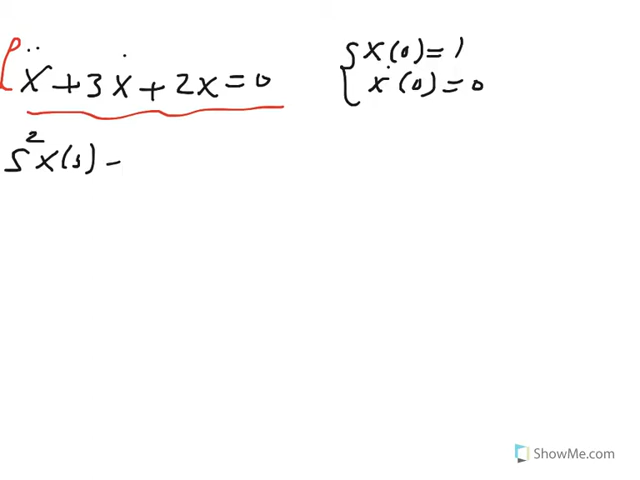 ẍ + 3ẋ + 2x = 0
{ x(0) = 1
ẋ(0) = 0
s²X(s) -
ShowMe.com